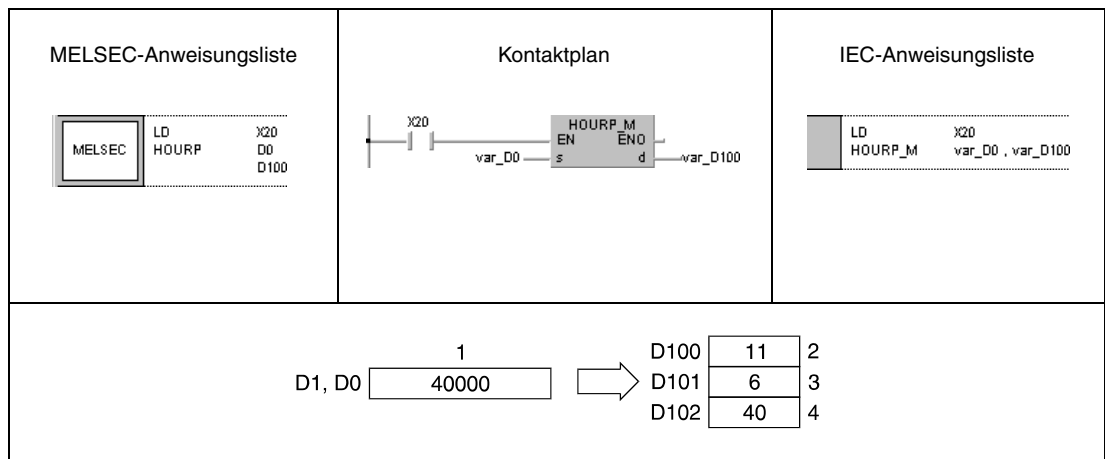 MELSEC-Anweisungsliste
MELSEC
LD X20
HOURP D0
D100
Kontaktplan
X20
HOURP_M
EN ENO
var_D0 s d var_D100
IEC-Anweisungsliste
LD X20
HOURP_M var_D0 , var_D100
1
D1, D0 40000
D100 11 2
D101 6 3
D102 40 4